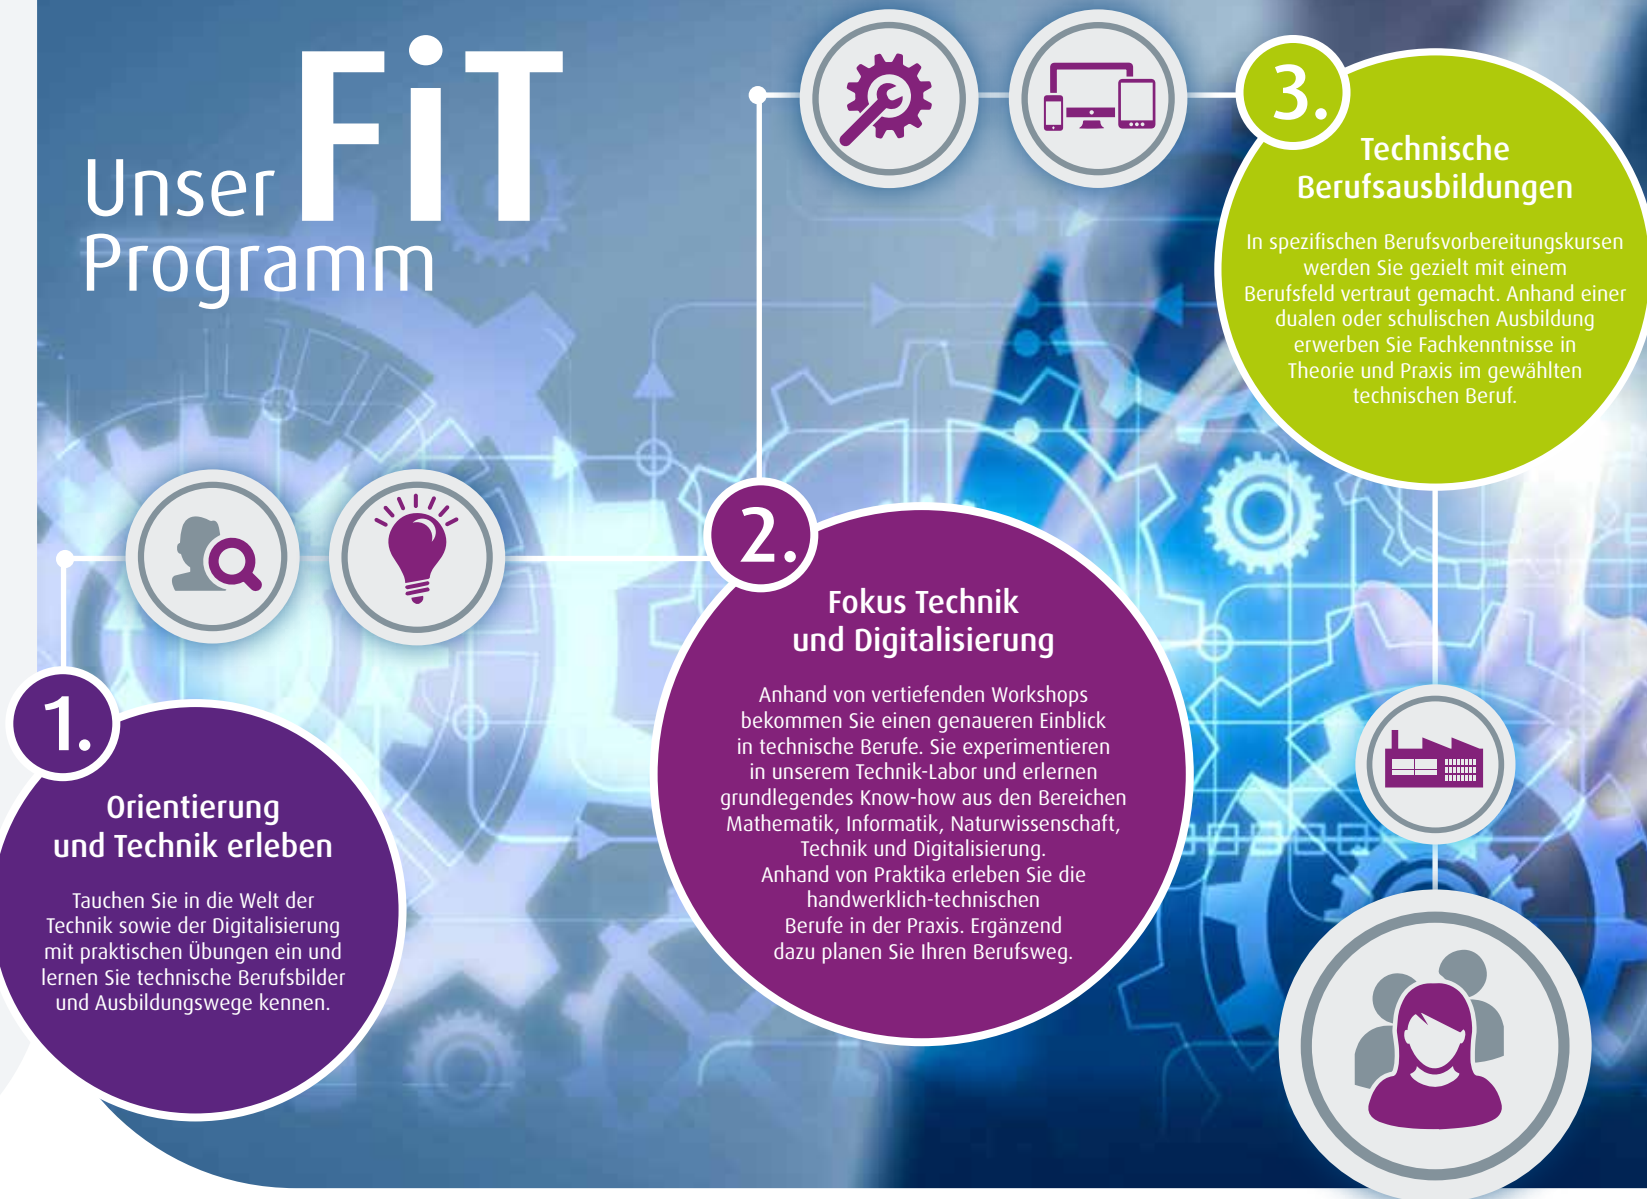 Unser FiT
Programm
1.
Orientierung
und Technik erleben
Tauchen Sie in die Welt der
Technik sowie der Digitalisierung
mit praktischen Übungen ein und
lernen Sie technische Berufsbilder
und Ausbildungswege kennen.
2.
Fokus Technik
und Digitalisierung
Anhand von vertiefenden Workshops
bekommen Sie einen genaueren Einblick
in technische Berufe. Sie experimentieren
in unserem Technik-Labor und erlernen
grundlegendes Know-how aus den Bereichen
Mathematik, Informatik, Naturwissenschaft,
Technik und Digitalisierung.
Anhand von Praktika erleben Sie die
handwerklich-technischen
Berufe in der Praxis. Ergänzend
dazu planen Sie Ihren Berufsweg.
3.
Technische
Berufsausbildungen
In spezifischen Berufsvorbereitungskursen
werden Sie gezielt mit einem
Berufsfeld vertraut gemacht. Anhand einer
dualen oder schulischen Ausbildung
erwerben Sie Fachkenntnisse in
Theorie und Praxis im gewählten
technischen Beruf.